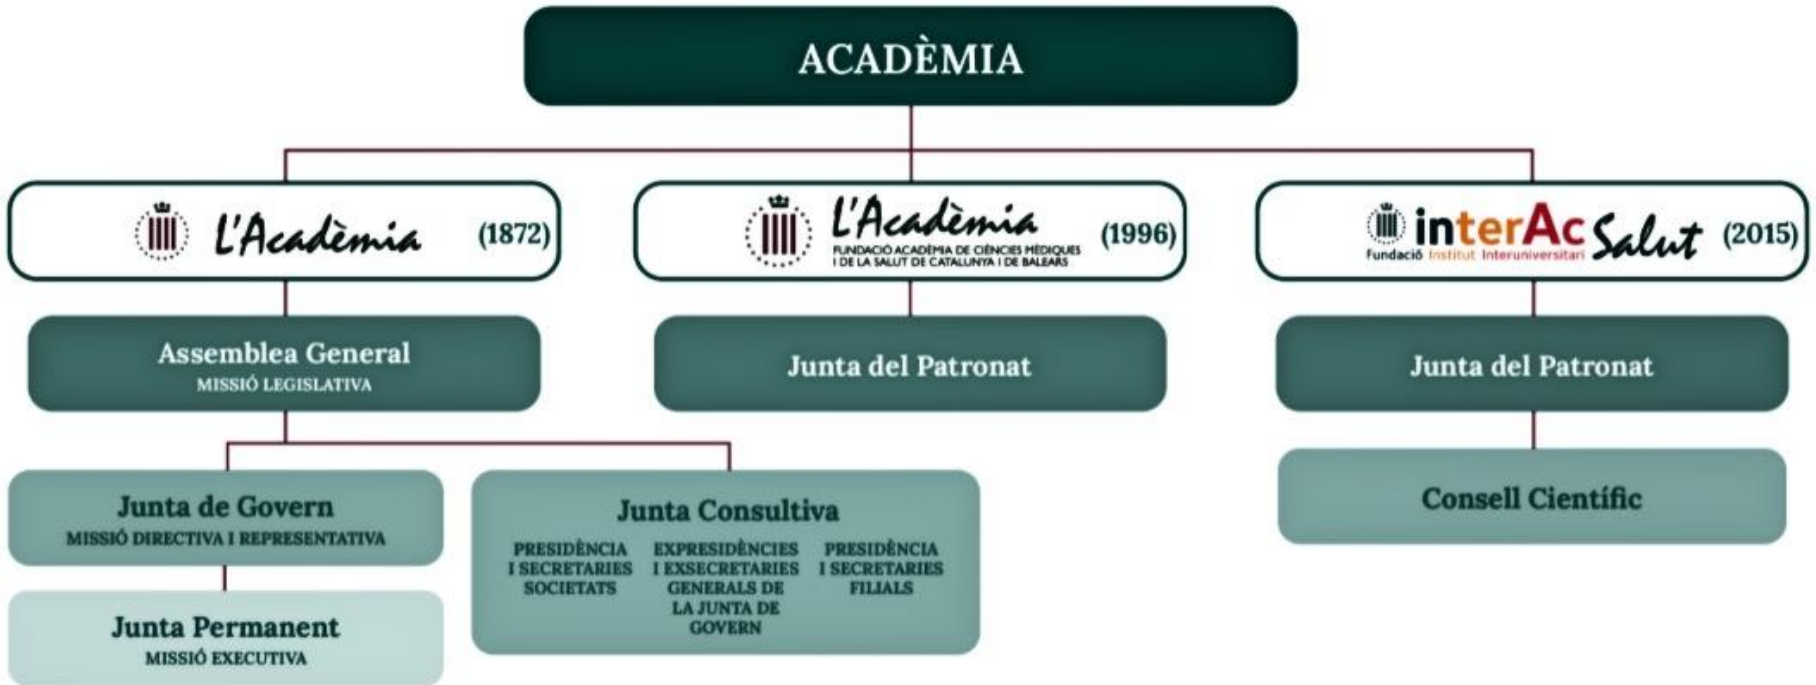 ACADÈMIA
L'Acadèmia (1872)
L'Acadèmia (1996)
FUNDACIÓ ACADÈMIA DE CIÈNCIES MÈDIQUES
I DE LA SALUT DE CATALUNYA I DE BALEARS
interAc Salut (2015)
Fundació Institut Interuniversitari
Assemblea General
MISSIÓ LEGISLATIVA
Junta del Patronat
Junta del Patronat
Junta de Govern
MISSIÓ DIRECTIVA I REPRESENTATIVA
Junta Consultiva
PRESIDÈNCIA
I SECRETARIES
SOCIETATS
EXPRESIDÈNCIES
I EXSECRETARIES
GENERALS DE
LA JUNTA DE
GOVERN
PRESIDÈNCIA
I SECRETARIES
FILIALS
Consell Científic
Junta Permanent
MISSIÓ EXECUTIVA